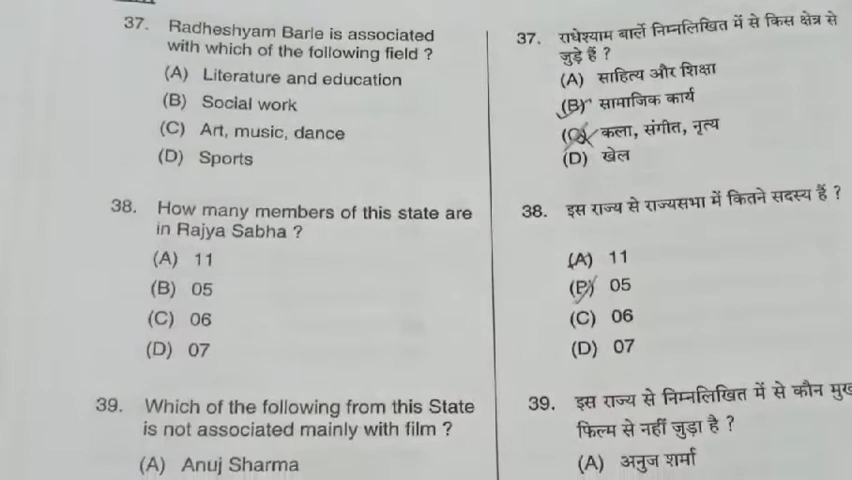 37. Radheshyam Barle is associated
with which of the following field ?
(A) Literature and education
(B) Social work
(C) Art, music, dance
(D) Sports
38. How many members of this state are
in Rajya Sabha ?
(A) 11
(B) 05
(C) 06
(D) 07
39. Which of the following from this State
is not associated mainly with film ?
(A) Anuj Sharma
37. राधेश्याम बार्ले निम्नलिखित में से किस क्षेत्र से
जुड़े हैं ?
(A) साहित्य और शिक्षा
(B) सामाजिक कार्य
(C) कला, संगीत, नृत्य
(D) खेल
38. इस राज्य से राज्यसभा में कितने सदस्य हैं ?
(A) 11
(B) 05
(C) 06
(D) 07
39. इस राज्य से निम्नलिखित में से कौन
फिल्म से नहीं जुड़ा है ?
(A) अनुज शर्मा